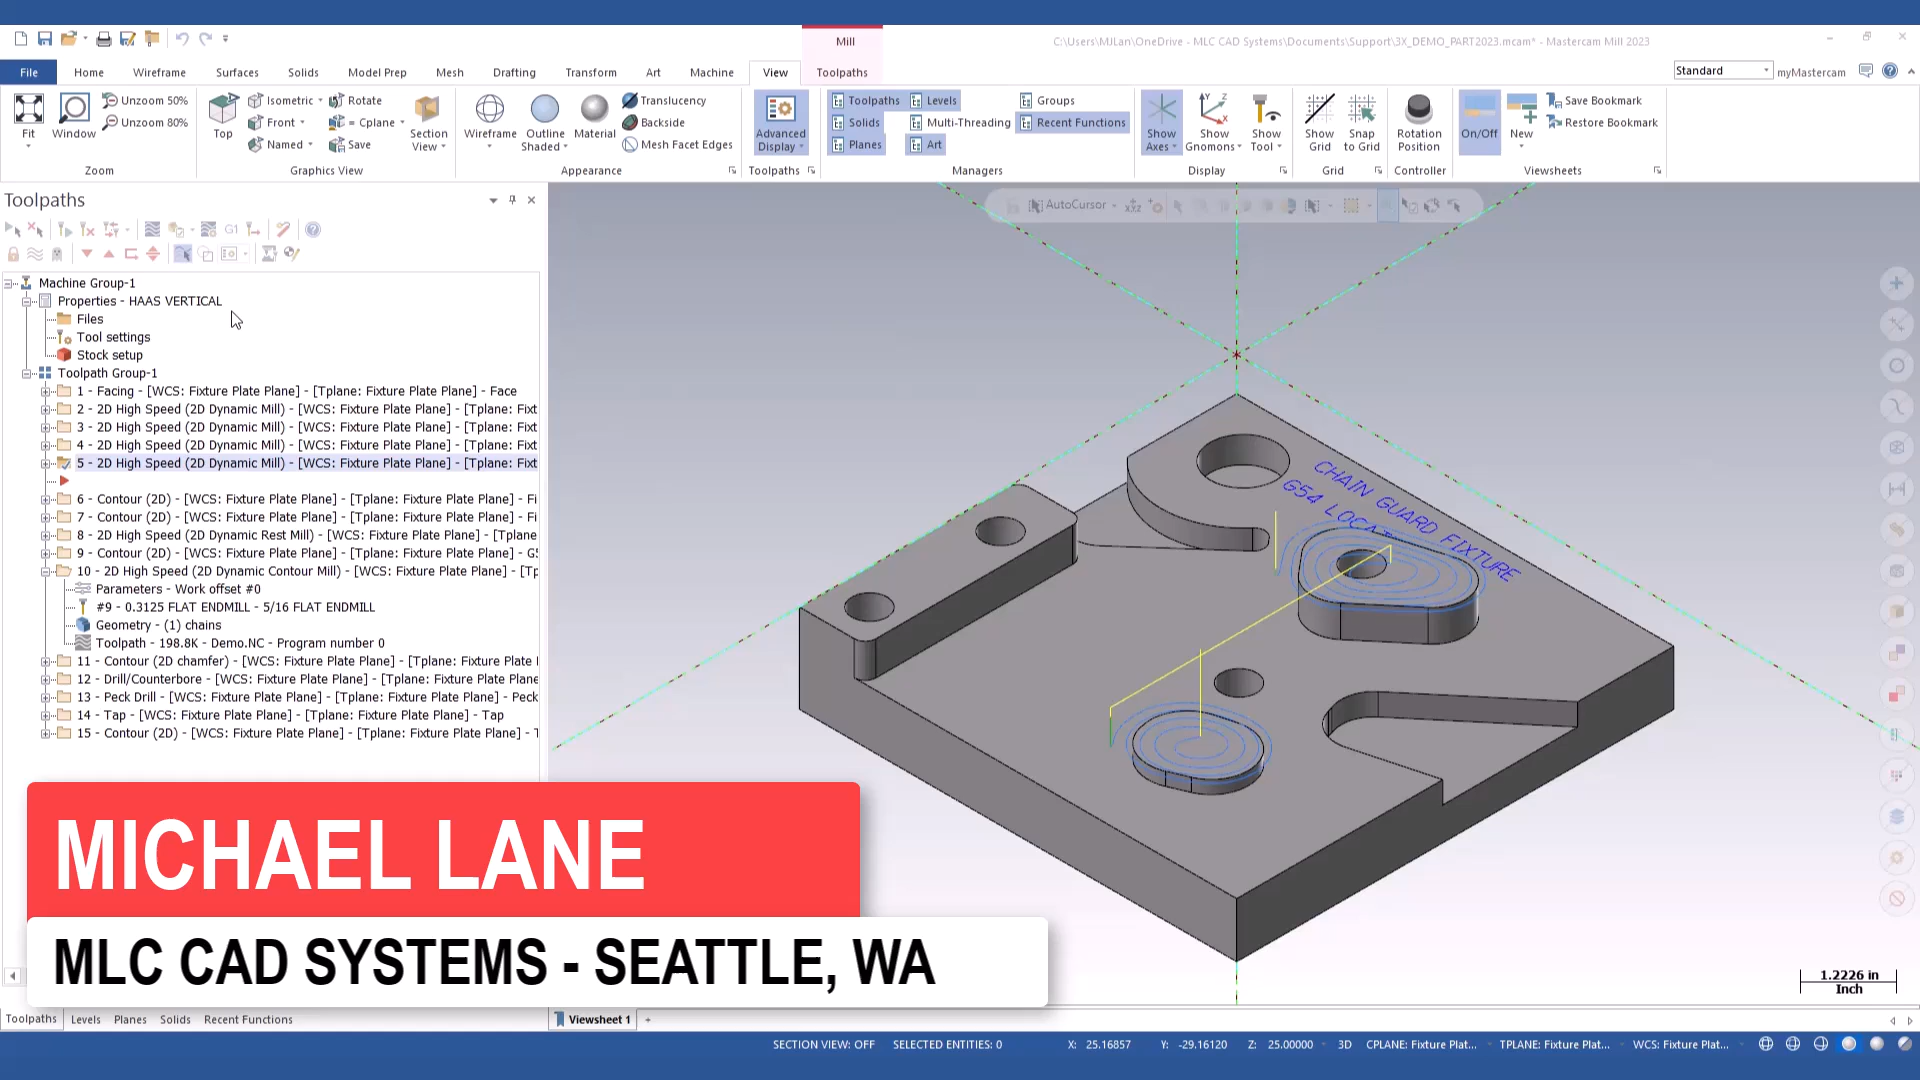 Mill
C:\Users\MJLan\OneDrive - MLC CAD Systems\Documents\Support\3X_DEMO_PART2023.mcam* - Mastercam Mill 2023
File Home Wireframe Surfaces Solids Model Prep Mesh Drafting Transform Art Machine View Toolpaths
Standard myMastercam
Fit Window Unzoom 50% Unzoom 80%
Zoom
Top Isometric Front Named Rotate = Cplane Save Section View
Graphics View
Wireframe Outline Shaded Material Translucency Backside Mesh Facet Edges
Appearance
Advanced Display
Toolpaths
Toolpaths Solids Planes Levels Multi-Threading Art Groups Recent Functions
Managers
Show Axes Show Gnomons Show Tool
Display
Show Grid Snap to Grid
Grid
Rotation Position
Controller
On/Off New Save Bookmark Restore Bookmark
Viewsheets
Toolpaths
G1
AutoCursor
Machine Group-1
Properties - HAAS VERTICAL
Files
Tool settings
Stock setup
Toolpath Group-1
1 - Facing - [WCS: Fixture Plate Plane] - [Tplane: Fixture Plate Plane] - Face
2 - 2D High Speed (2D Dynamic Mill) - [WCS: Fixture Plate Plane] - [Tplane: Fixt
3 - 2D High Speed (2D Dynamic Mill) - [WCS: Fixture Plate Plane] - [Tplane: Fixt
4 - 2D High Speed (2D Dynamic Mill) - [WCS: Fixture Plate Plane] - [Tplane: Fixt
5 - 2D High Speed (2D Dynamic Mill) - [WCS: Fixture Plate Plane] - [Tplane: Fixt
6 - Contour (2D) - [WCS: Fixture Plate Plane] - [Tplane: Fixture Plate Plane] - Fi
7 - Contour (2D) - [WCS: Fixture Plate Plane] - [Tplane: Fixture Plate Plane] - Fi
8 - 2D High Speed (2D Dynamic Rest Mill) - [WCS: Fixture Plate Plane] - [Tplane
9 - Contour (2D) - [WCS: Fixture Plate Plane] - [Tplane: Fixture Plate Plane] - G5
10 - 2D High Speed (2D Dynamic Contour Mill) - [WCS: Fixture Plate Plane] - [Tp
Parameters - Work offset #0
#9 - 0.3125 FLAT ENDMILL - 5/16 FLAT ENDMILL
Geometry - (1) chains
Toolpath - 198.8K - Demo.NC - Program number 0
11 - Contour (2D chamfer) - [WCS: Fixture Plate Plane] - [Tplane: Fixture Plate
12 - Drill/Counterbore - [WCS: Fixture Plate Plane] - [Tplane: Fixture Plate Plane
13 - Peck Drill - [WCS: Fixture Plate Plane] - [Tplane: Fixture Plate Plane] - Peck
14 - Tap - [WCS: Fixture Plate Plane] - [Tplane: Fixture Plate Plane] - Tap
15 - Contour (2D) - [WCS: Fixture Plate Plane] - [Tplane: Fixture Plate Plane] - T
CHAIN GUARD FIXTURE
G54 LOCAT
MICHAEL LANE
MLC CAD SYSTEMS - SEATTLE, WA
1.2226 in
Inch
Toolpaths Levels Planes Solids Recent Functions
Viewsheet 1 +
SECTION VIEW: OFF SELECTED ENTITIES: 0 X: 25.16857 Y: -29.16120 Z: 25.00000 3D CPLANE: Fixture Plat... TPLANE: Fixture Plat... WCS: Fixture Plat...